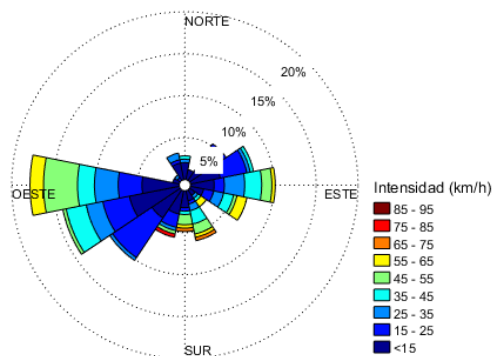 NORTE
20%
15%
10%
5%
OESTE
ESTE
SUR
Intensidad (km/h)
85 - 95
75 - 85
65 - 75
55 - 65
45 - 55
35 - 45
25 - 35
15 - 25
<15